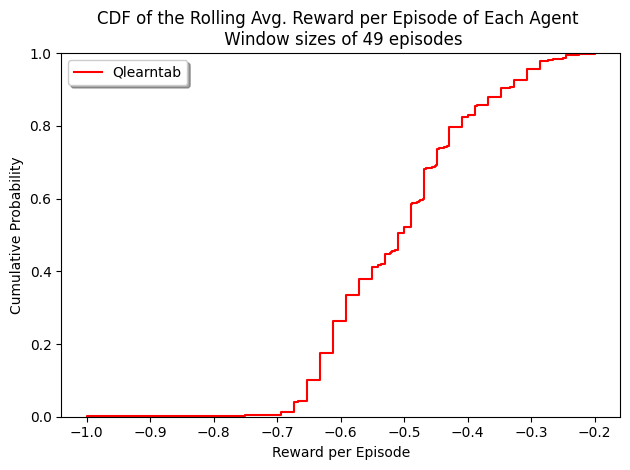 CDF of the Rolling Avg. Reward per Episode of Each Agent
Window sizes of 49 episodes
Qlearntab
Cumulative Probability
1.0
0.8
0.6
0.4
0.2
0.0
−1.0 −0.9 −0.8 −0.7 −0.6 −0.5 −0.4 −0.3 −0.2
Reward per Episode